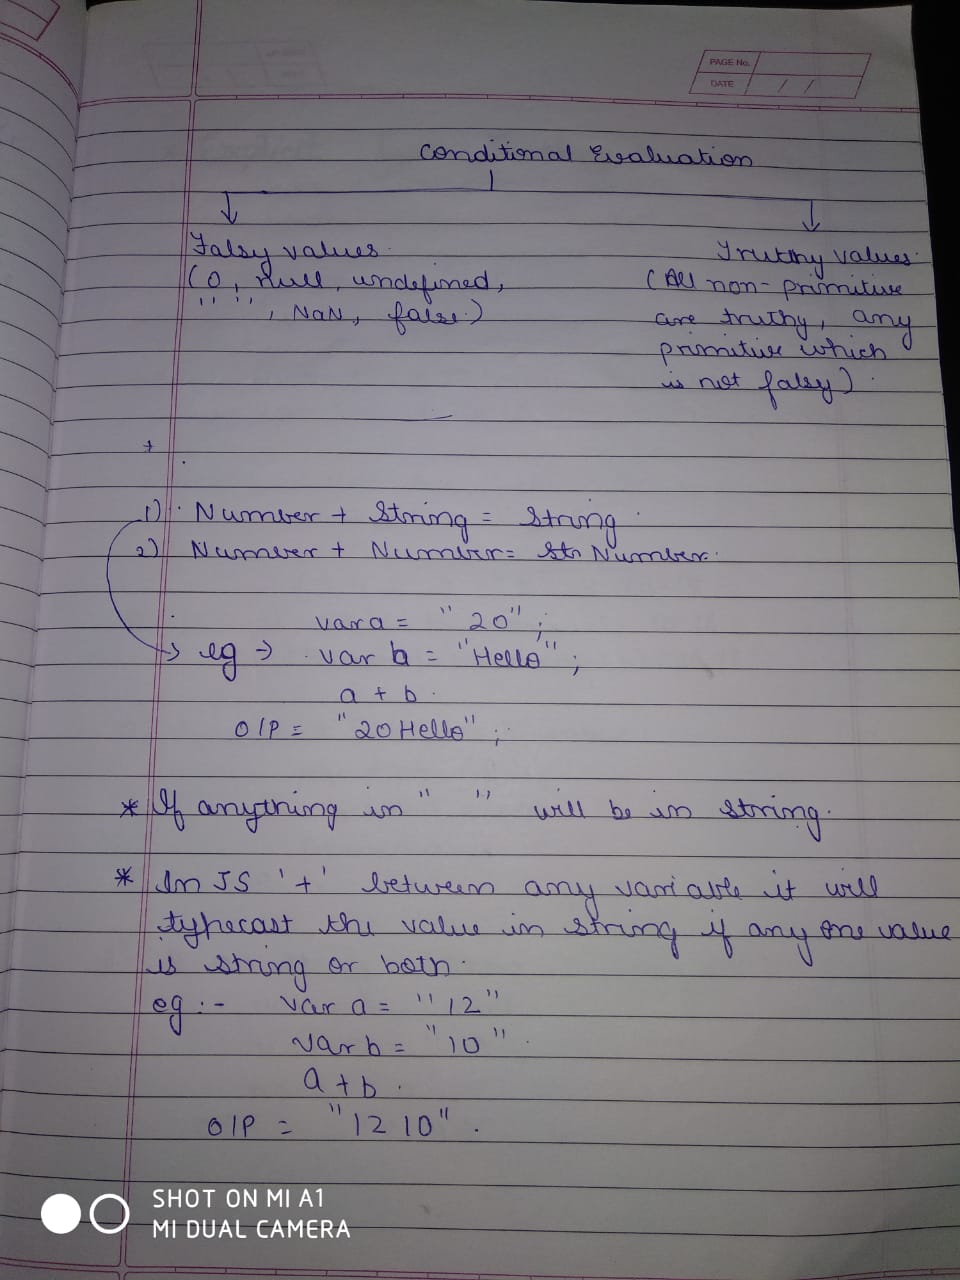 PAGE No.
DATE / /
Conditional Evaluation
Falsy values
(0, null, undefined,
" ", NaN, false.)
Truthy values
(All non-primitive
are truthy, any
primitive which
is not falsy)
+
1) Number + String = String
2) Number + Number = Str Number.
var a = "20";
eg → var b = "Hello";
a + b.
O/P = "20Hello";
* If anything in " " will be in string.
* In JS '+' between any variable it will
typecast the value in string if any one value
is string or both.
eg :- var a = "12"
var b = "10".
a + b.
O/P = "1210".
SHOT ON MI A1
MI DUAL CAMERA